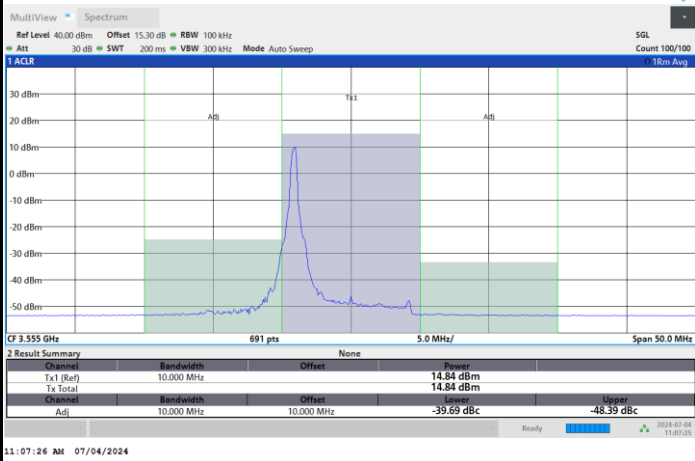 MultiView Spectrum
Ref Level 40.00 dBm Offset 15.30 dB RBW 100 kHz SGL
Att 30 dB SWT 200 ms VBW 300 kHz Mode Auto Sweep Count 100/100
1 ACLR 1Rm Avg
30 dBm
Tx1
20 dBm Adj Adj
10 dBm
0 dBm
-10 dBm
-20 dBm
-30 dBm
-40 dBm
-50 dBm
CF 3.555 GHz 691 pts 5.0 MHz/ Span 50.0 MHz
2 Result Summary None
Channel Bandwidth Offset Power
Tx1 (Ref) 10.000 MHz 14.84 dBm
Tx Total 14.84 dBm
Channel Bandwidth Offset Lower Upper
Adj 10.000 MHz 10.000 MHz -39.69 dBc -48.39 dBc
Ready 2024-07-04
11:07:25
11:07:26 AM 07/04/2024